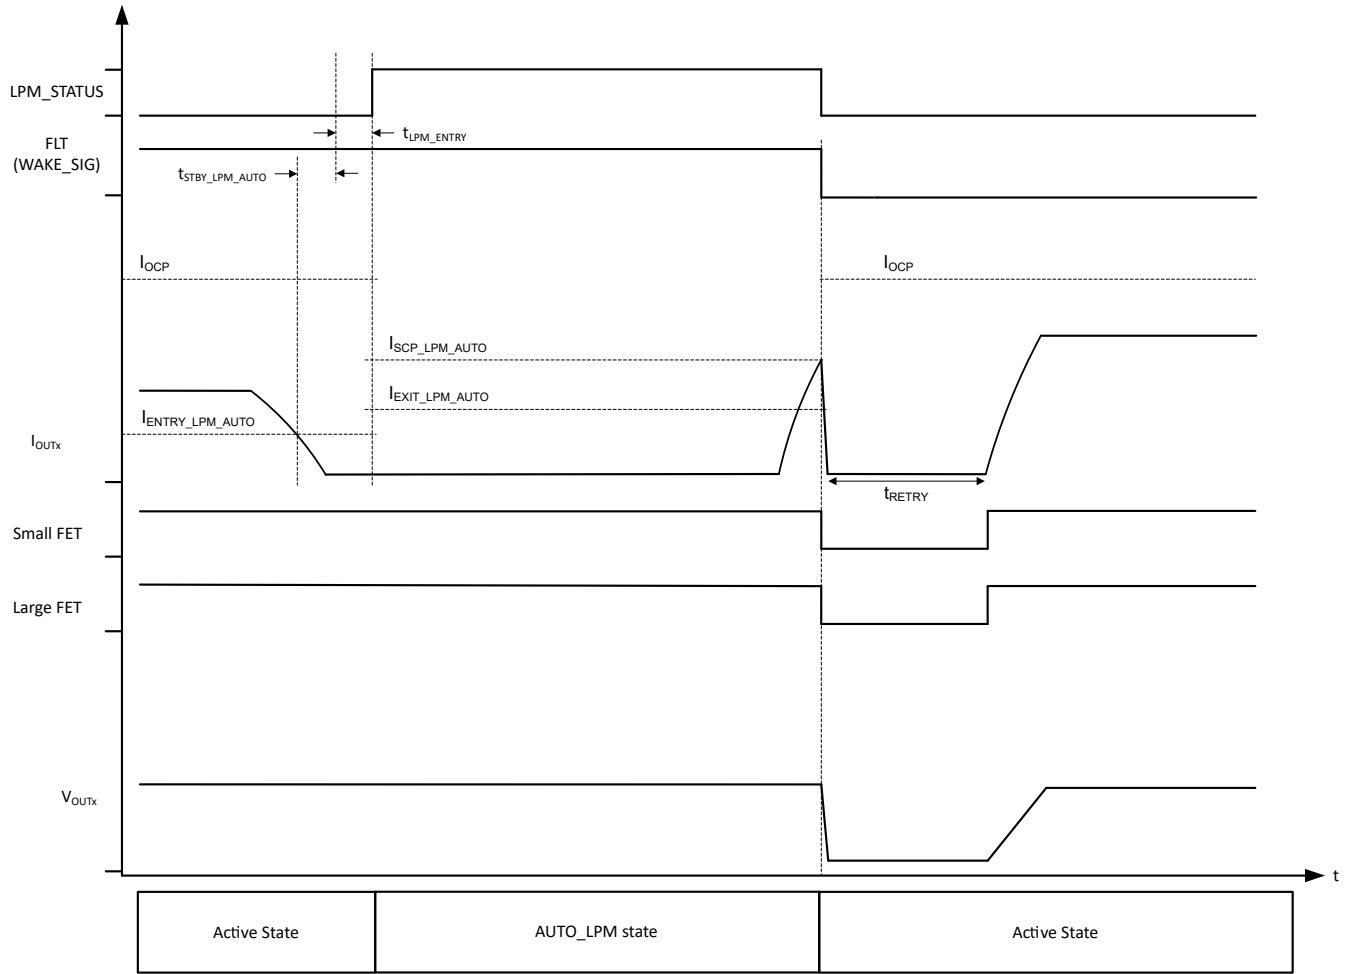 LPM_STATUS
tLPM_ENTRY
FLT
(WAKE_SIG)
tSTBY_LPM_AUTO
IOCP
IOCP
ISCP_LPM_AUTO
IEXIT_LPM_AUTO
IENTRY_LPM_AUTO
IOUTx
tRETRY
Small FET
Large FET
VOUTx
t
Active State
AUTO_LPM state
Active State